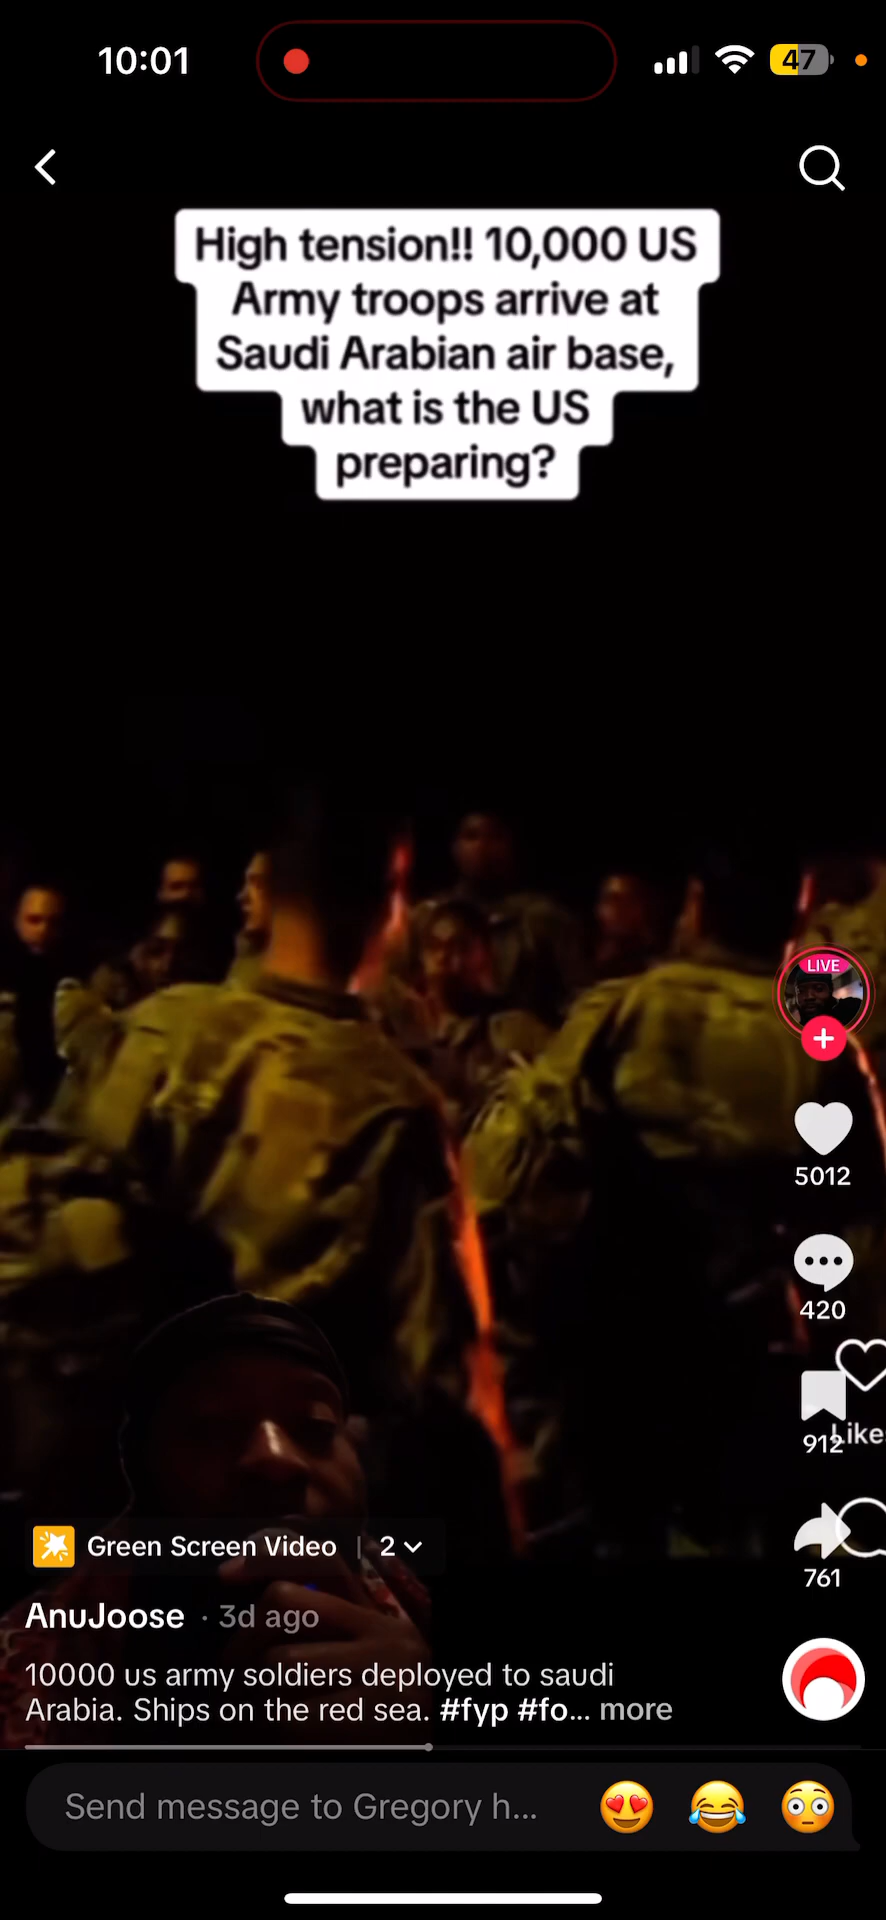 10:01
47
High tension!! 10,000 US
Army troops arrive at
Saudi Arabian air base,
what is the US
preparing?
LIVE
5012
420
912
Like
761
Green Screen Video | 2
AnuJoose · 3d ago
10000 us army soldiers deployed to saudi
Arabia. Ships on the red sea. #fyp #fo... more
Send message to Gregory h...